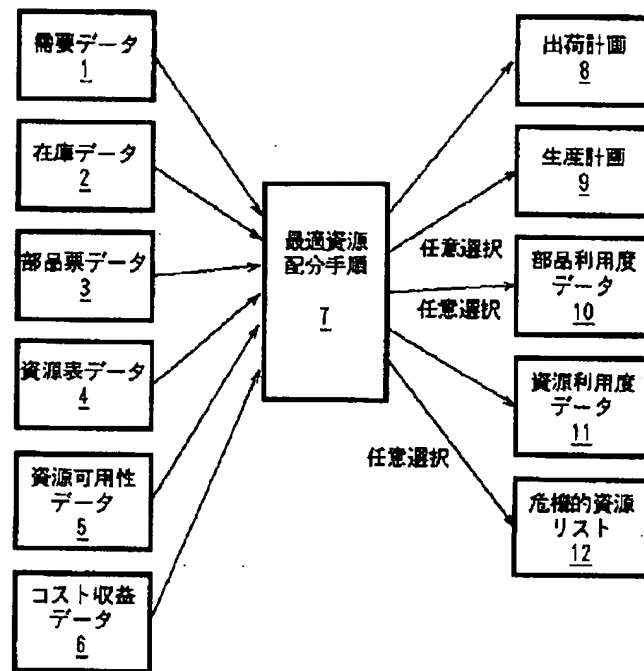 需要データ
1
在庫データ
2
部品票データ
3
資源表データ
4
資源可用性
データ
5
コスト収益
データ
6
最適資源
配分手順
7
出荷計画
8
生産計画
9
任意選択
部品利用度
データ
10
任意選択
資源利用度
データ
11
任意選択
危機的資源
リスト
12